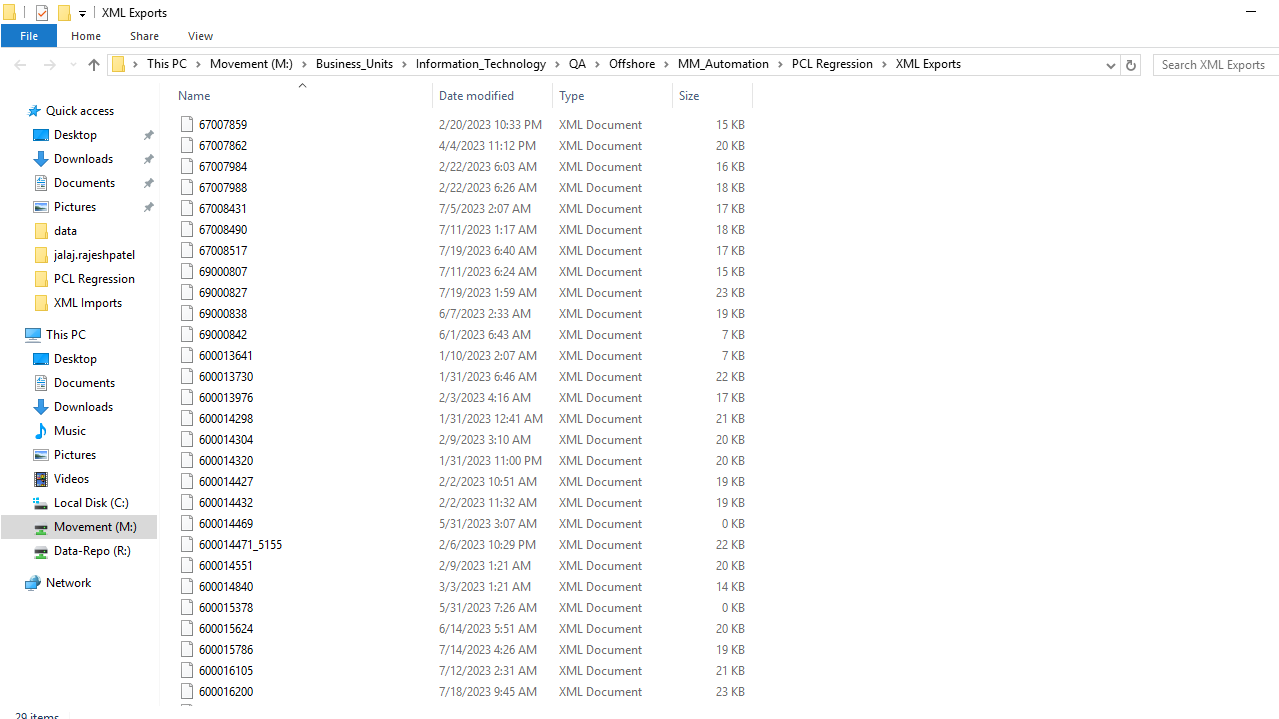 XML Exports
File Home Share View
This PC Movement (M:) Business_Units Information_Technology QA Offshore MM_Automation PCL Regression XML Exports Search XML Exports
Name Date modified Type Size
Quick access
Desktop
Downloads
Documents
Pictures
data
jalaj.rajeshpatel
PCL Regression
XML Imports
This PC
Desktop
Documents
Downloads
Music
Pictures
Videos
Local Disk (C:)
Movement (M:)
Data-Repo (R:)
Network
67007859 2/20/2023 10:33 PM XML Document 15 KB
67007862 4/4/2023 11:12 PM XML Document 20 KB
67007984 2/22/2023 6:03 AM XML Document 16 KB
67007988 2/22/2023 6:26 AM XML Document 18 KB
67008431 7/5/2023 2:07 AM XML Document 17 KB
67008490 7/11/2023 1:17 AM XML Document 18 KB
67008517 7/19/2023 6:40 AM XML Document 17 KB
69000807 7/11/2023 6:24 AM XML Document 15 KB
69000827 7/19/2023 1:59 AM XML Document 23 KB
69000838 6/7/2023 2:33 AM XML Document 19 KB
69000842 6/1/2023 6:43 AM XML Document 7 KB
600013641 1/10/2023 2:07 AM XML Document 7 KB
600013730 1/31/2023 6:46 AM XML Document 22 KB
600013976 2/3/2023 4:16 AM XML Document 17 KB
600014298 1/31/2023 12:41 AM XML Document 21 KB
600014304 2/9/2023 3:10 AM XML Document 20 KB
600014320 1/31/2023 11:00 PM XML Document 20 KB
600014427 2/2/2023 10:51 AM XML Document 19 KB
600014432 2/2/2023 11:32 AM XML Document 19 KB
600014469 5/31/2023 3:07 AM XML Document 0 KB
600014471_5155 2/6/2023 10:29 PM XML Document 22 KB
600014551 2/9/2023 1:21 AM XML Document 20 KB
600014840 3/3/2023 1:21 AM XML Document 14 KB
600015378 5/31/2023 7:26 AM XML Document 0 KB
600015624 6/14/2023 5:51 AM XML Document 20 KB
600015786 7/14/2023 4:26 AM XML Document 19 KB
600016105 7/12/2023 2:31 AM XML Document 21 KB
600016200 7/18/2023 9:45 AM XML Document 23 KB
29 items